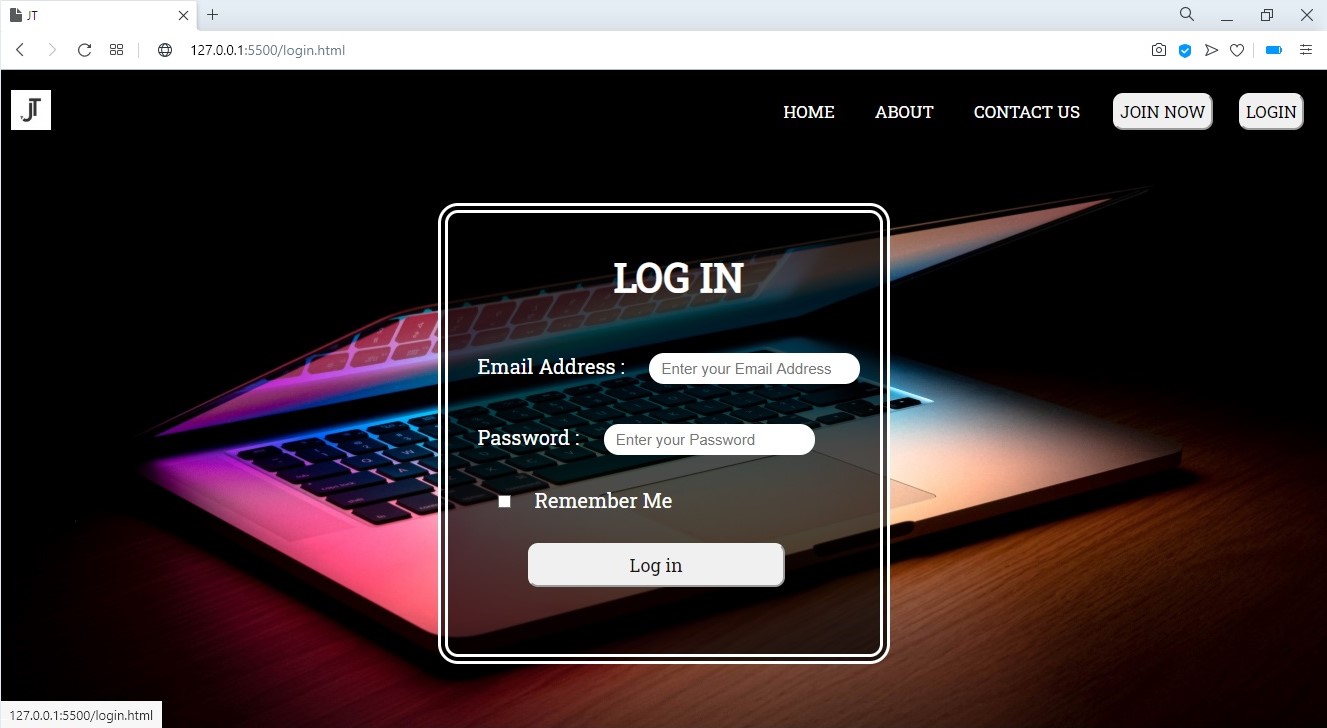 JT
127.0.0.1:5500/login.html
JT
HOME ABOUT CONTACT US JOIN NOW LOGIN
LOG IN
Email Address : Enter your Email Address
Password : Enter your Password
Remember Me
Log in
127.0.0.1:5500/login.html